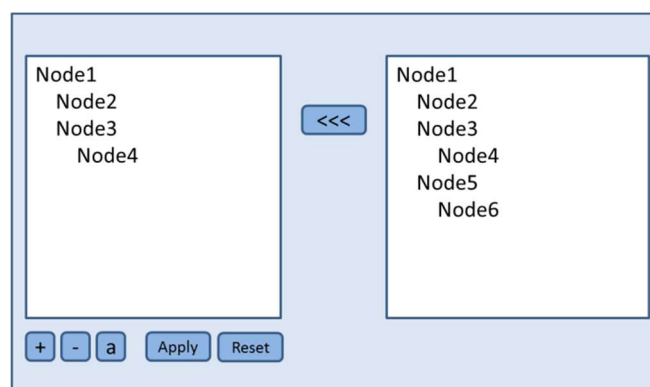 Node1
Node2
Node3
Node4
<<<
Node1
Node2
Node3
Node4
Node5
Node6
+
-
a
Apply
Reset